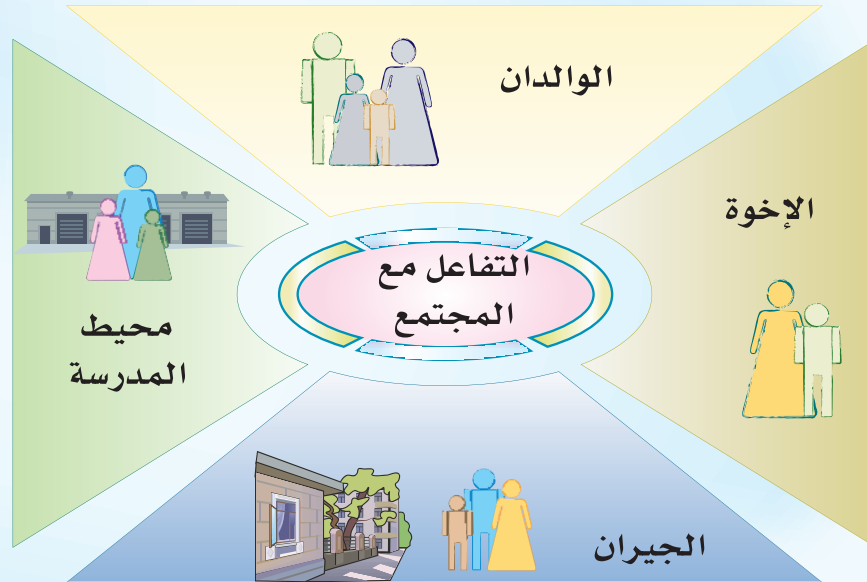 الوالدان
الإخوة
التفاعل مع
المجتمع
محيط
المدرسة
الجيران